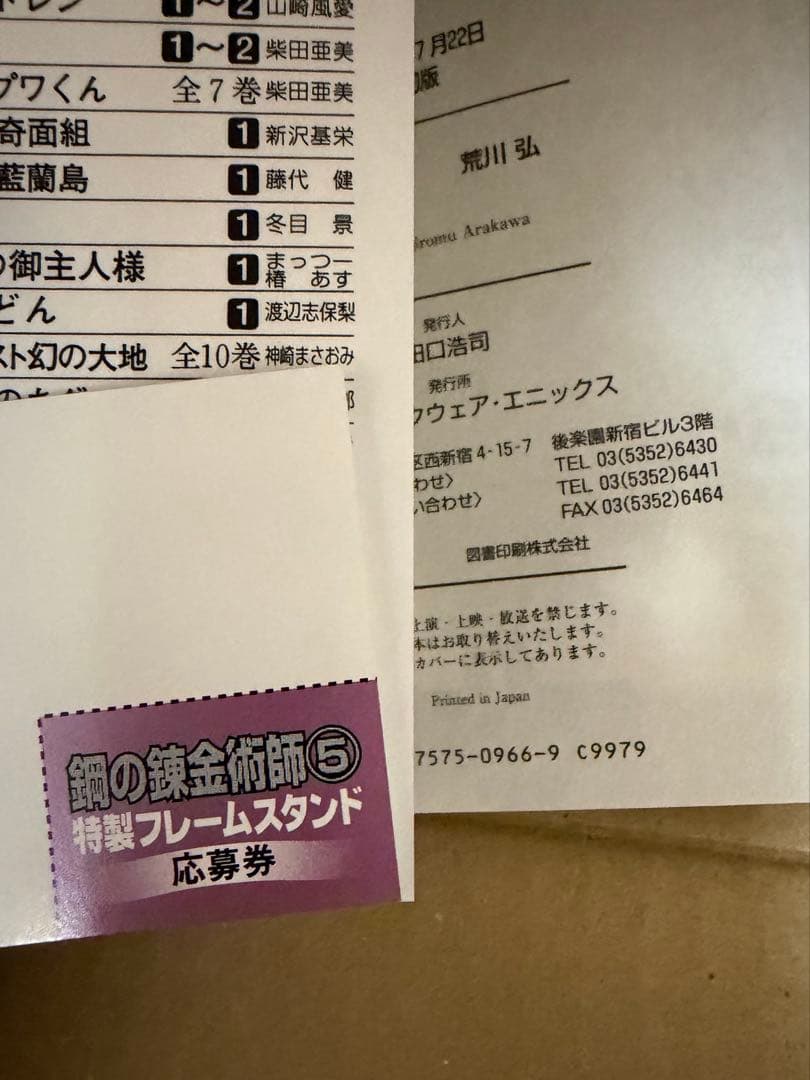 1～2 山崎風愛
1～2 柴田亜美
プワくん 全7巻 柴田亜美
奇面組 1 新沢基栄
藍蘭島 1 藤代 健
1 冬目 景
の御主人様 1 まっつー 椿 あす
どん 1 渡辺志保梨
スト幻の大地 全10巻 神崎まさおみ
鋼の錬金術師⑤
特製フレームスタンド
応募券
7月22日
初版
荒川 弘
iromu Arakawa
発行人
田口浩司
発行所
クウェア・エニックス
区西新宿4-15-7 後楽園新宿ビル3階
わせ〉 TEL 03(5352)6430
い合わせ〉 TEL 03(5352)6441
FAX 03(5352)6464
図書印刷株式会社
上演・上映・放送を禁じます。
本はお取り替えいたします。
カバーに表示してあります。
Printed in Japan
7575-0966-9 C9979